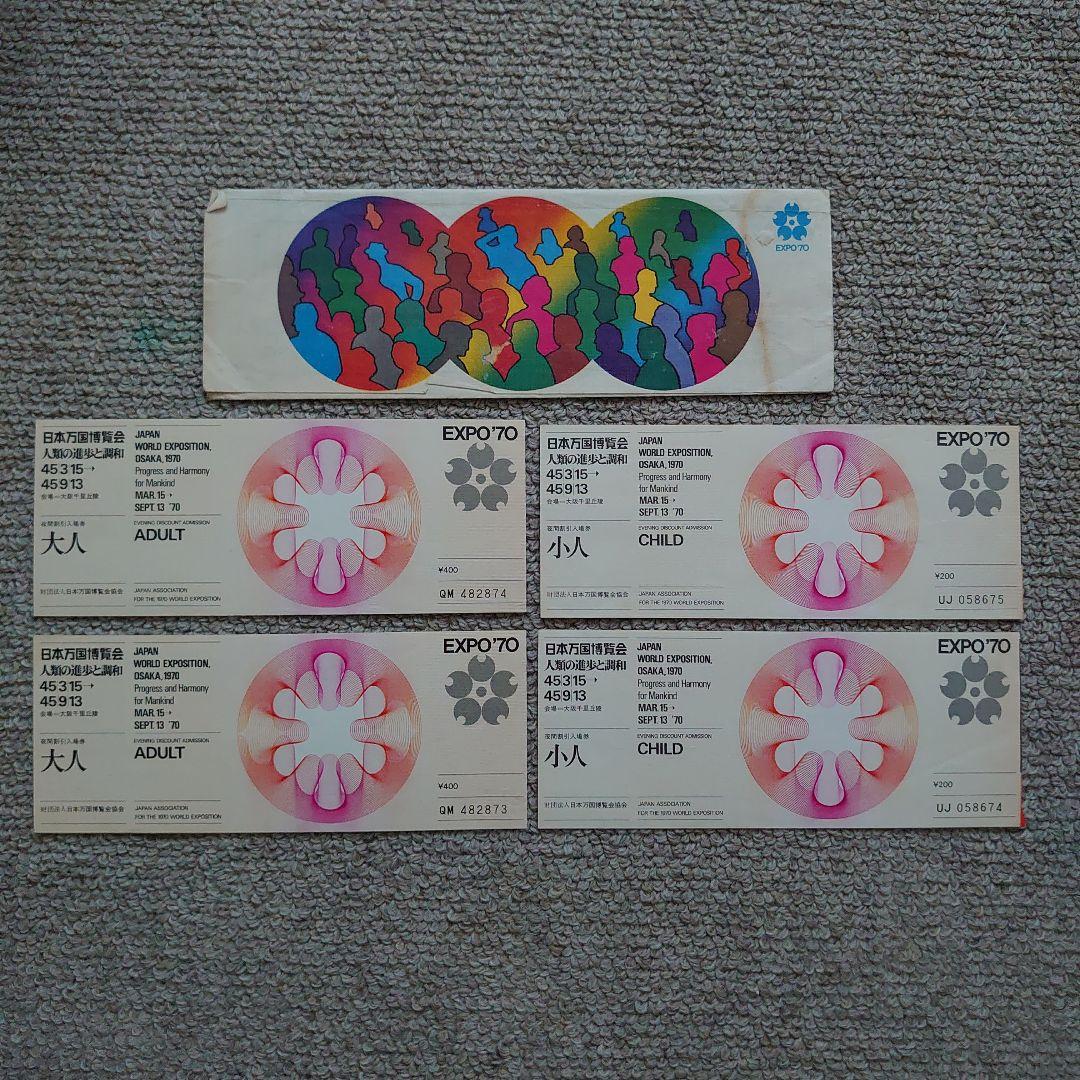 EXPO'70
日本万国博覧会
人類の進歩と調和
45 3 15→
45 9 13
会場—大阪千里丘陵
夜間割引入場券
大人
財団法人日本万国博覧会協会
JAPAN
WORLD EXPOSITION,
OSAKA, 1970
Progress and Harmony
for Mankind
MAR. 15→
SEPT. 13 '70
EVENING DISCOUNT ADMISSION
ADULT
JAPAN ASSOCIATION
FOR THE 1970 WORLD EXPOSITION
EXPO'70
¥400
QM 482874
日本万国博覧会
人類の進歩と調和
45 3 15→
45 9 13
会場—大阪千里丘陵
夜間割引入場券
小人
財団法人日本万国博覧会協会
JAPAN
WORLD EXPOSITION,
OSAKA, 1970
Progress and Harmony
for Mankind
MAR. 15→
SEPT. 13 '70
EVENING DISCOUNT ADMISSION
CHILD
JAPAN ASSOCIATION
FOR THE 1970 WORLD EXPOSITION
EXPO'70
¥200
UJ 058675
日本万国博覧会
人類の進歩と調和
45 3 15→
45 9 13
会場—大阪千里丘陵
夜間割引入場券
大人
財団法人日本万国博覧会協会
JAPAN
WORLD EXPOSITION,
OSAKA, 1970
Progress and Harmony
for Mankind
MAR. 15→
SEPT. 13 '70
EVENING DISCOUNT ADMISSION
ADULT
JAPAN ASSOCIATION
FOR THE 1970 WORLD EXPOSITION
EXPO'70
¥400
QM 482873
日本万国博覧会
人類の進歩と調和
45 3 15→
45 9 13
会場—大阪千里丘陵
夜間割引入場券
小人
財団法人日本万国博覧会協会
JAPAN
WORLD EXPOSITION,
OSAKA, 1970
Progress and Harmony
for Mankind
MAR. 15→
SEPT. 13 '70
EVENING DISCOUNT ADMISSION
CHILD
JAPAN ASSOCIATION
FOR THE 1970 WORLD EXPOSITION
EXPO'70
¥200
UJ 058674